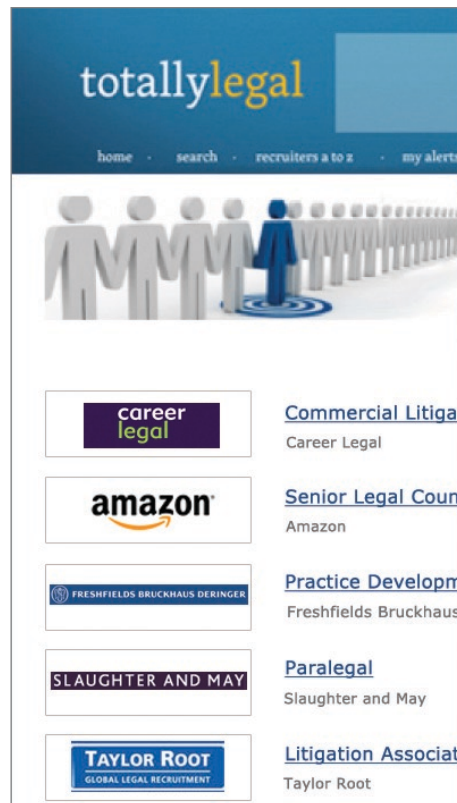 totallylegal
home · search · recruiters a to z · my alerts
career
legal
Commercial Litiga
Career Legal
amazon
Senior Legal Coun
Amazon
FRESHFIELDS BRUCKHAUS DERINGER
Practice Developm
Freshfields Bruckhaus
SLAUGHTER AND MAY
Paralegal
Slaughter and May
TAYLOR ROOT
GLOBAL LEGAL RECRUITMENT
Litigation Associat
Taylor Root